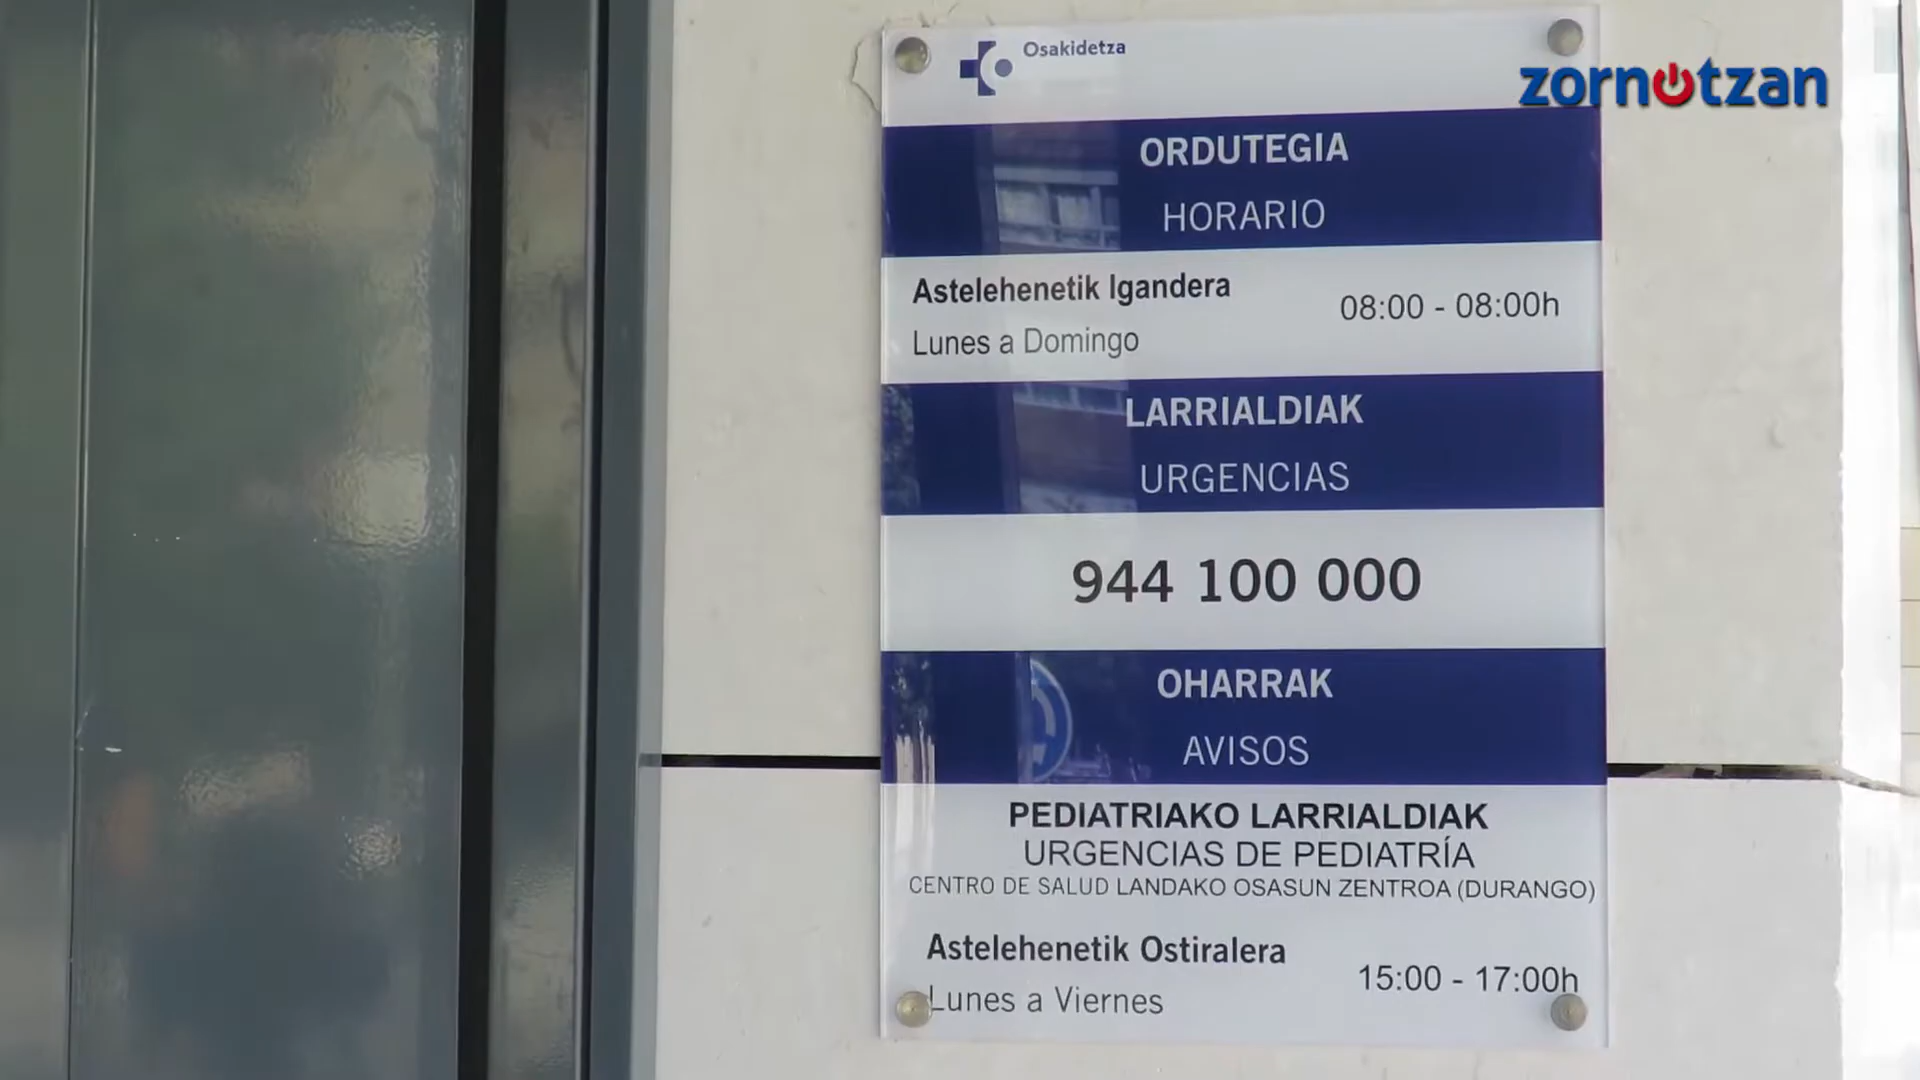 Osakidetza
zornotzan
ORDUTEGIA
HORARIO
Astelehenetik Igandera
08:00 - 08:00h
Lunes a Domingo
LARRIALDIAK
URGENCIAS
944 100 000
OHARRAK
AVISOS
PEDIATRIAKO LARRIALDIAK
URGENCIAS DE PEDIATRÍA
CENTRO DE SALUD LANDAKO OSASUN ZENTROA (DURANGO)
Astelehenetik Ostiralera
15:00 - 17:00h
Lunes a Viernes